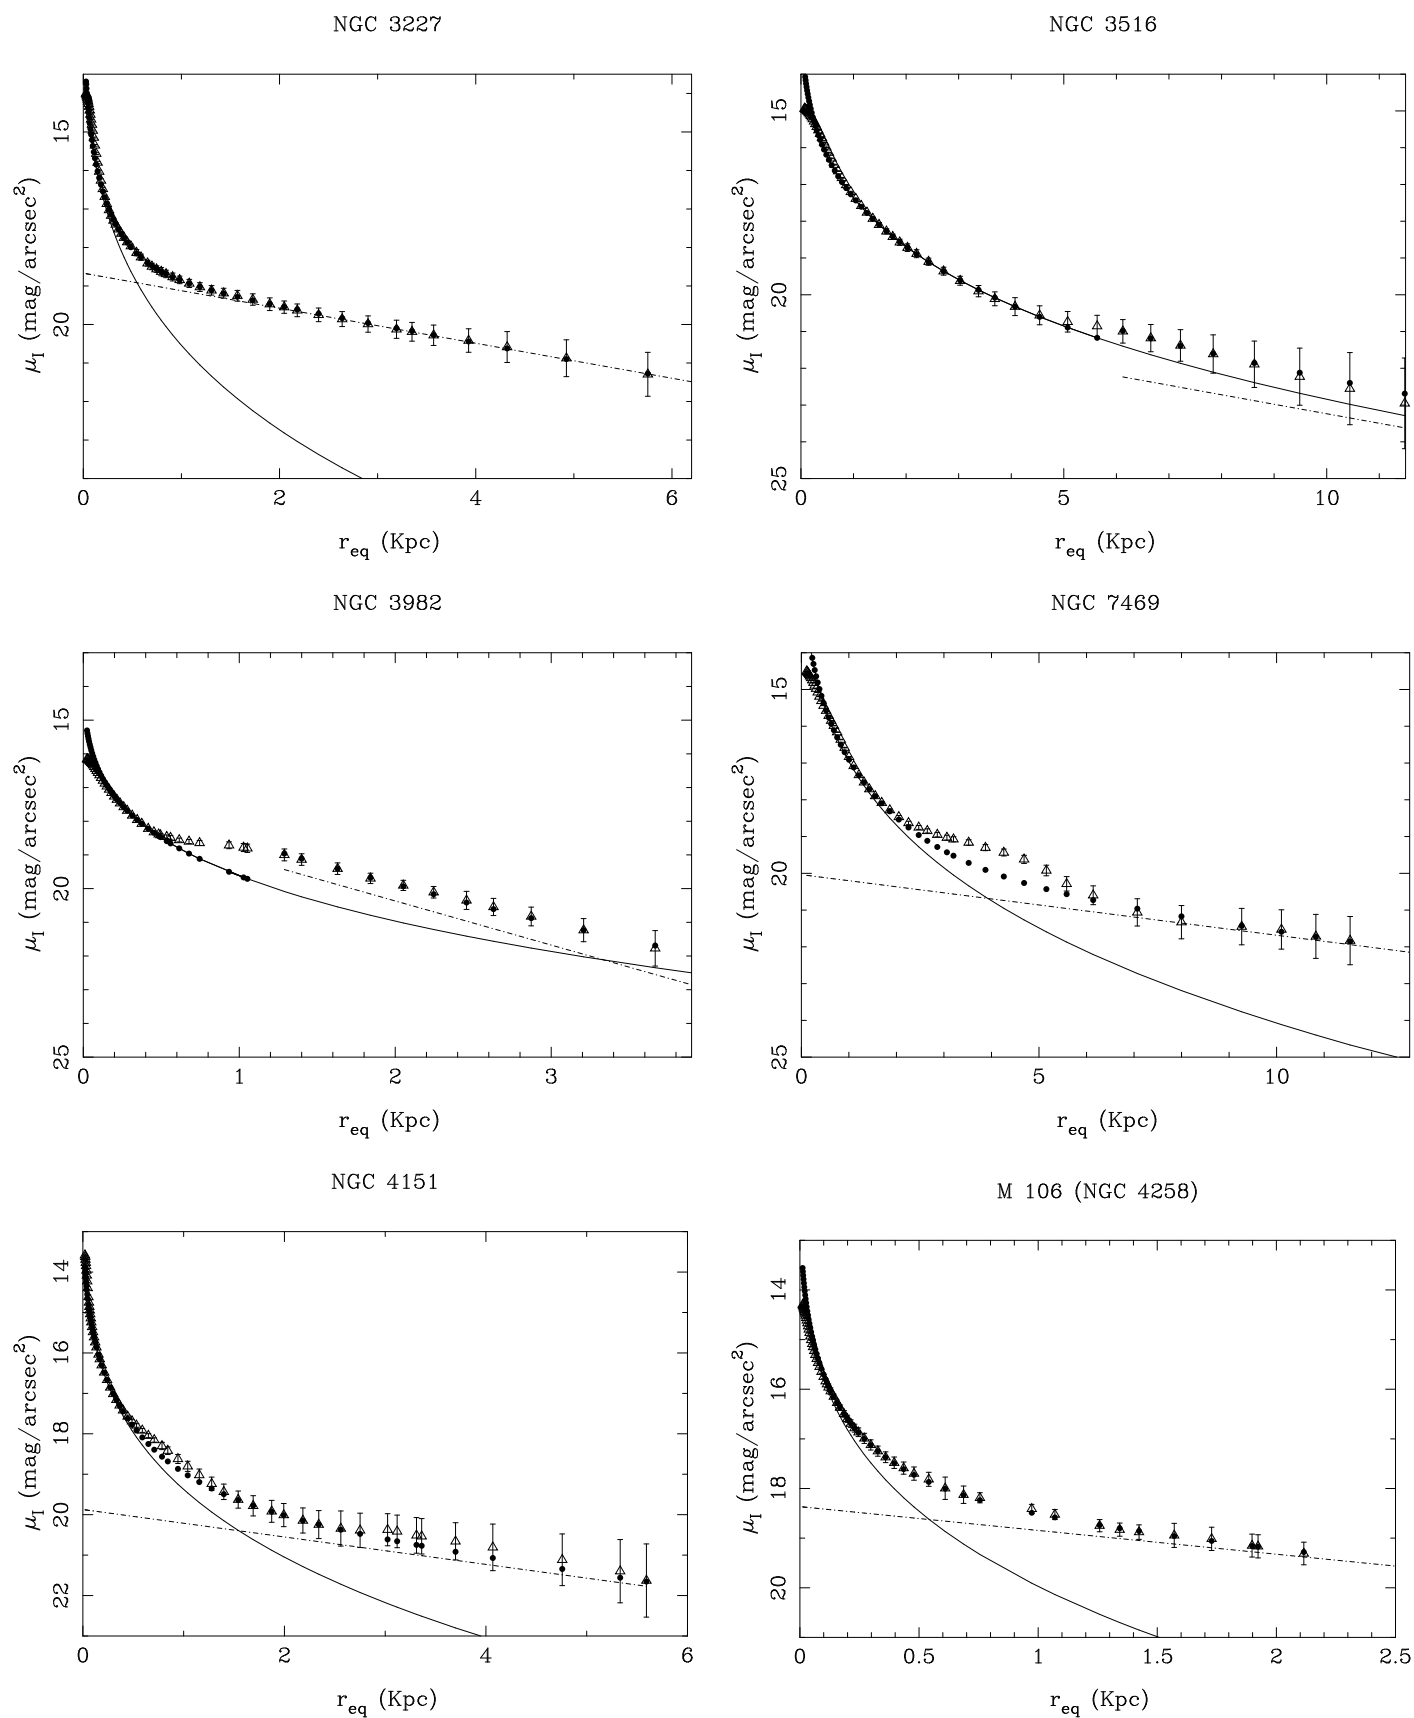 NGC 3227
NGC 3516
μI (mag/arcsec2)
15
20
0
2
4
6
req (Kpc)
μI (mag/arcsec2)
15
20
25
0
5
10
req (Kpc)
NGC 3982
NGC 7469
μI (mag/arcsec2)
15
20
25
0
1
2
3
req (Kpc)
μI (mag/arcsec2)
15
20
25
0
5
10
req (Kpc)
NGC 4151
M 106 (NGC 4258)
μI (mag/arcsec2)
14
16
18
20
22
0
2
4
6
req (Kpc)
μI (mag/arcsec2)
14
16
18
20
0
0.5
1
1.5
2
2.5
req (Kpc)